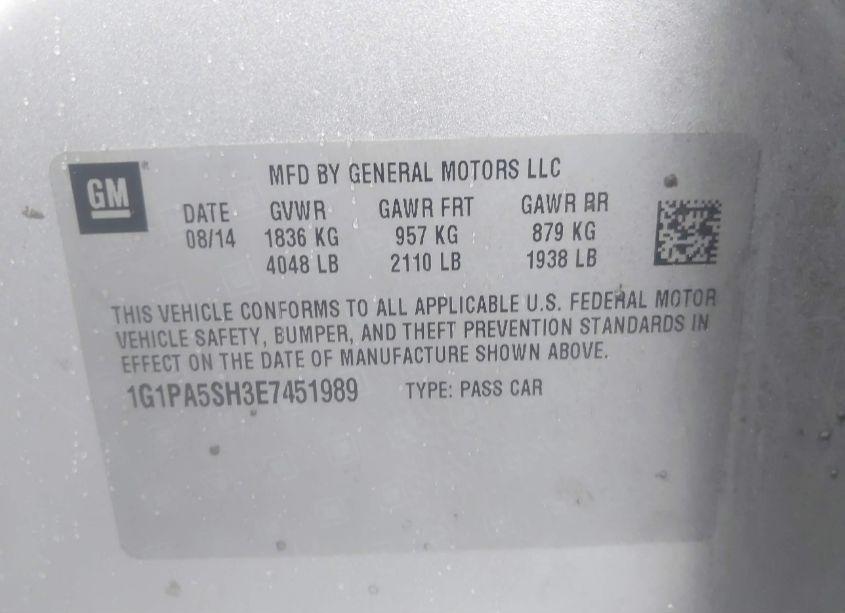 GM
MFD BY GENERAL MOTORS LLC
DATE GVWR GAWR FRT GAWR RR
08/14 1836 KG 957 KG 879 KG
4048 LB 2110 LB 1938 LB
THIS VEHICLE CONFORMS TO ALL APPLICABLE U.S. FEDERAL MOTOR
VEHICLE SAFETY, BUMPER, AND THEFT PREVENTION STANDARDS IN
EFFECT ON THE DATE OF MANUFACTURE SHOWN ABOVE.
1G1PA5SH3E7451989 TYPE: PASS CAR